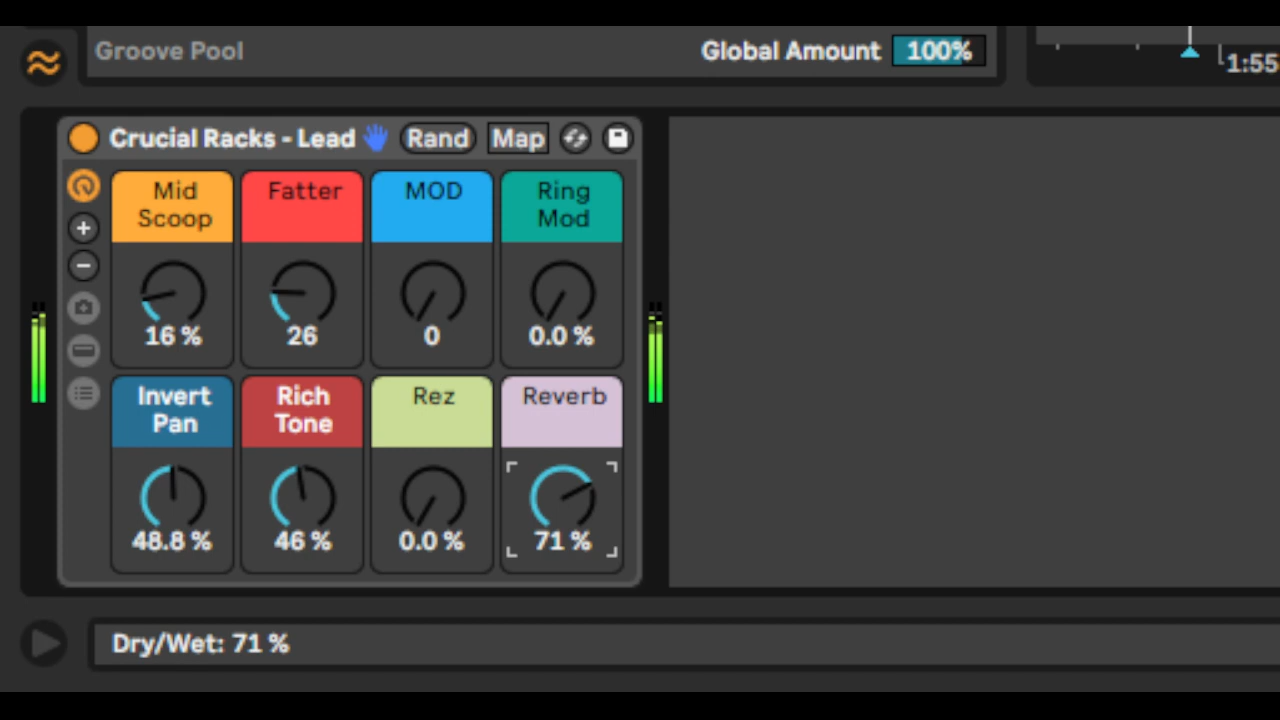 Groove Pool
Global Amount 100%
1:55
Crucial Racks - Lead Rand Map
Mid Scoop
Fatter
MOD
Ring Mod
16 %
26
0
0.0 %
Invert Pan
Rich Tone
Rez
Reverb
48.8 %
46 %
0.0 %
71 %
Dry/Wet: 71 %